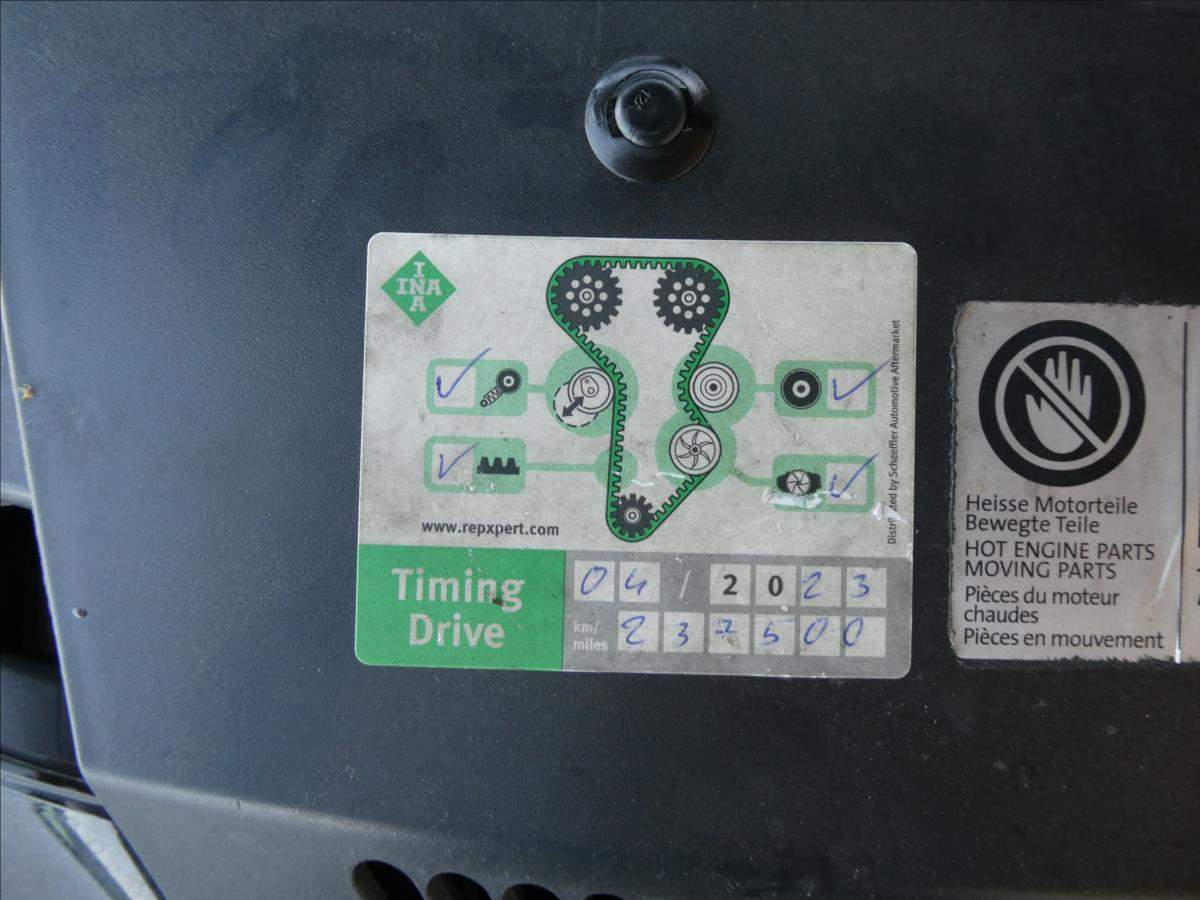 INA
INA
www.repxpert.com
Distributed by Schaeffler Automotive Aftermarket
Timing
Drive
04 / 2023
km/
miles
237500
Heisse Motorteile
Bewegte Teile
HOT ENGINE PARTS
MOVING PARTS
Pièces du moteur
chaudes
Pièces en mouvement